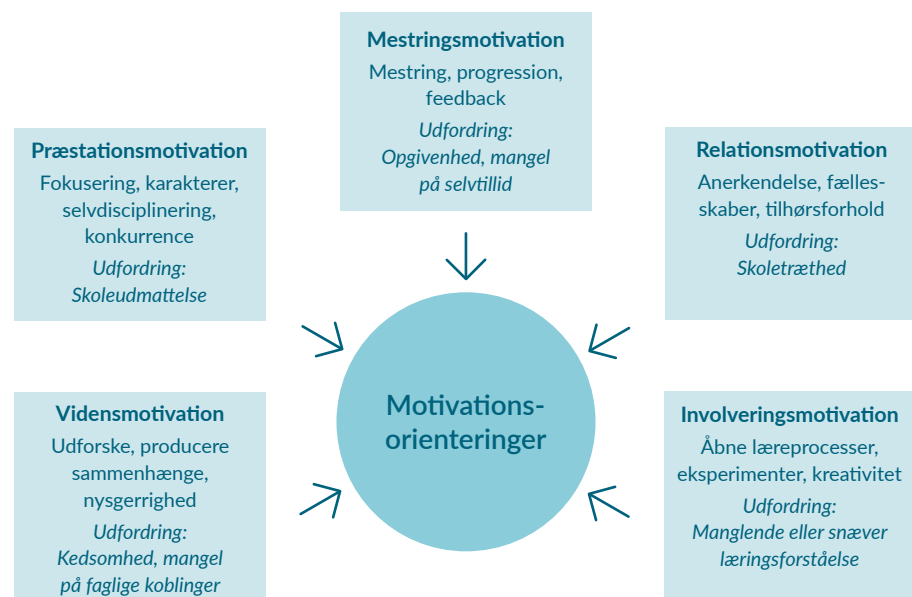 Mestringsmotivation
Mestring, progression,
feedback
Udfordring:
Opgivenhed, mangel
på selvtillid
Præstationsmotivation
Fokusering, karakterer,
selvdisciplinering,
konkurrence
Udfordring:
Skoleudmattelse
Relationsmotivation
Anerkendelse, fælles-
skaber, tilhørsforhold
Udfordring:
Skoletræthed
Motivations-
orienteringer
Vidensmotivation
Udforske, producere
sammenhænge,
nysgerrighed
Udfordring:
Kedsomhed, mangel
på faglige koblinger
Involveringsmotivation
Åbne læreprocesser,
eksperimenter, kreativitet
Udfordring:
Manglende eller snæver
læringsforståelse